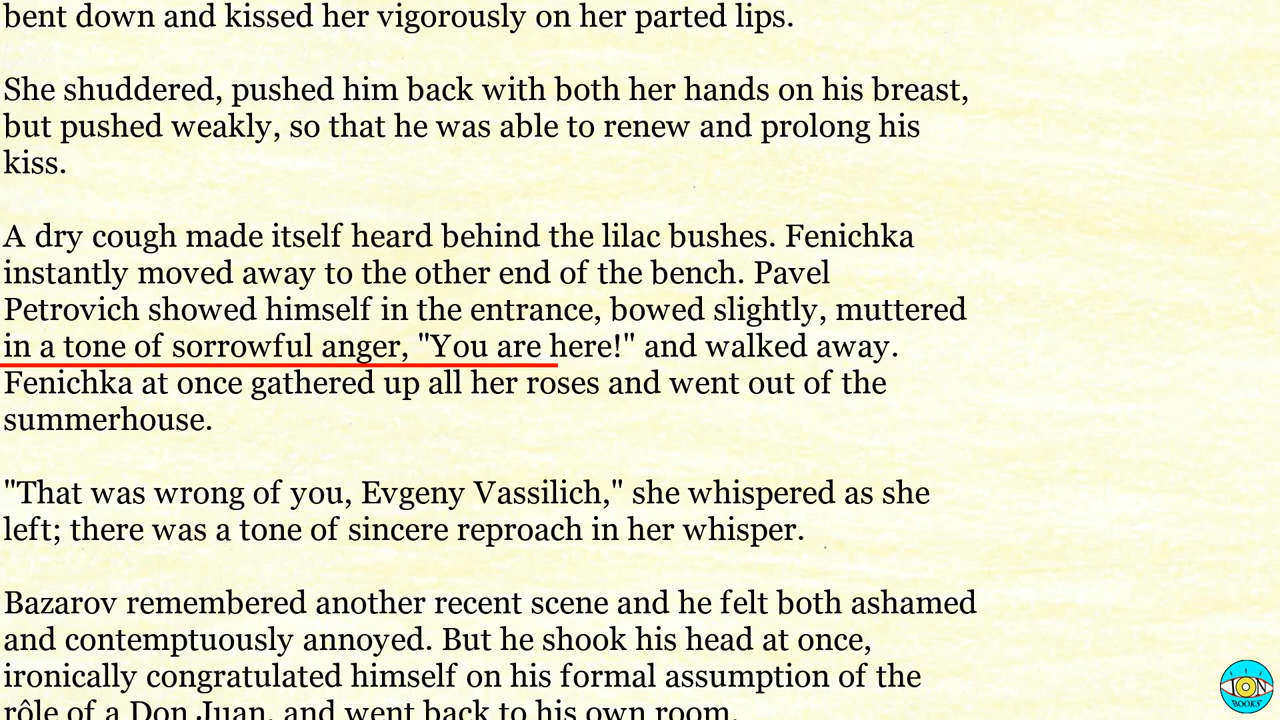 bent down and kissed her vigorously on her parted lips.
She shuddered, pushed him back with both her hands on his breast,
but pushed weakly, so that he was able to renew and prolong his
kiss.
A dry cough made itself heard behind the lilac bushes. Fenichka
instantly moved away to the other end of the bench. Pavel
Petrovich showed himself in the entrance, bowed slightly, muttered
in a tone of sorrowful anger, "You are here!" and walked away.
Fenichka at once gathered up all her roses and went out of the
summerhouse.
"That was wrong of you, Evgeny Vassilich," she whispered as she
left; there was a tone of sincere reproach in her whisper.
Bazarov remembered another recent scene and he felt both ashamed
and contemptuously annoyed. But he shook his head at once,
ironically congratulated himself on his formal assumption of the
rôle of a Don Juan, and went back to his own room.
ION
BOOKS